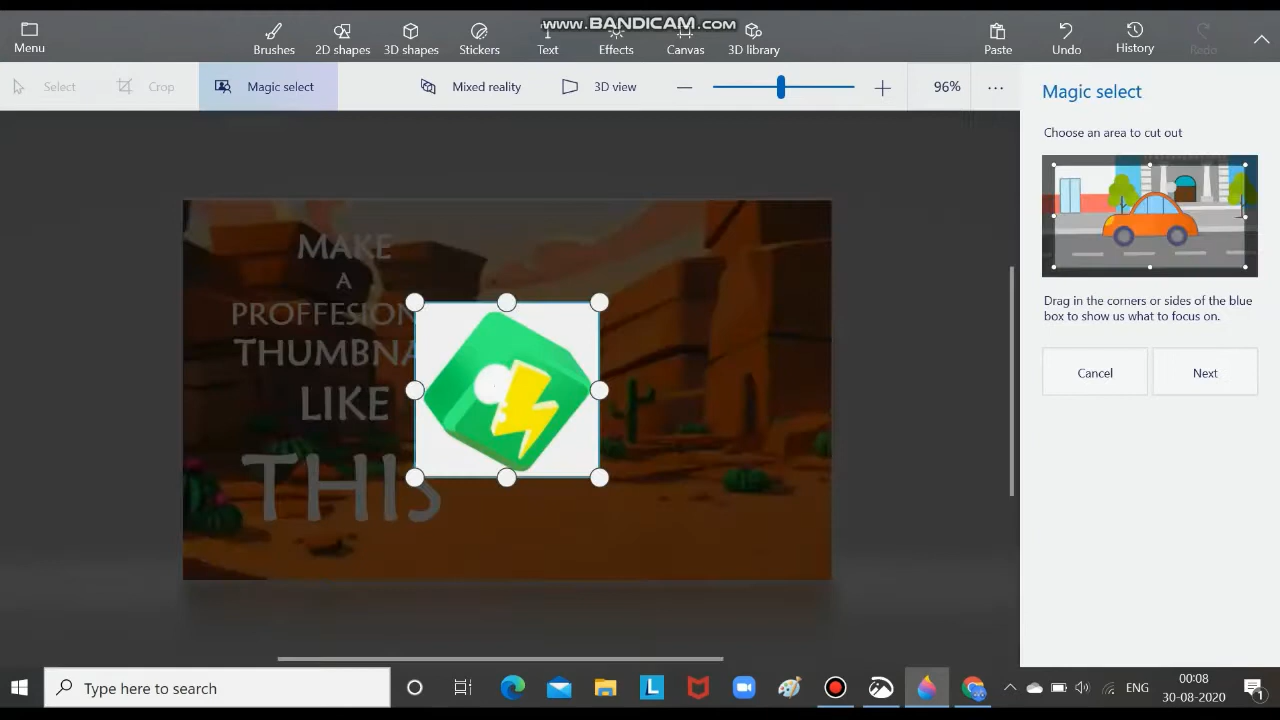 www.BANDICAM.com
Menu
Brushes
2D shapes
3D shapes
Stickers
Text
Effects
Canvas
3D library
Paste
Undo
History
Redo
Select
Crop
Magic select
Mixed reality
3D view
96%
Magic select
Choose an area to cut out
Drag in the corners or sides of the blue
box to show us what to focus on.
Cancel
Next
MAKE
A
PROFFESION
THUMBNA
LIKE
THIS
Type here to search
ENG
00:08
30-08-2020
1